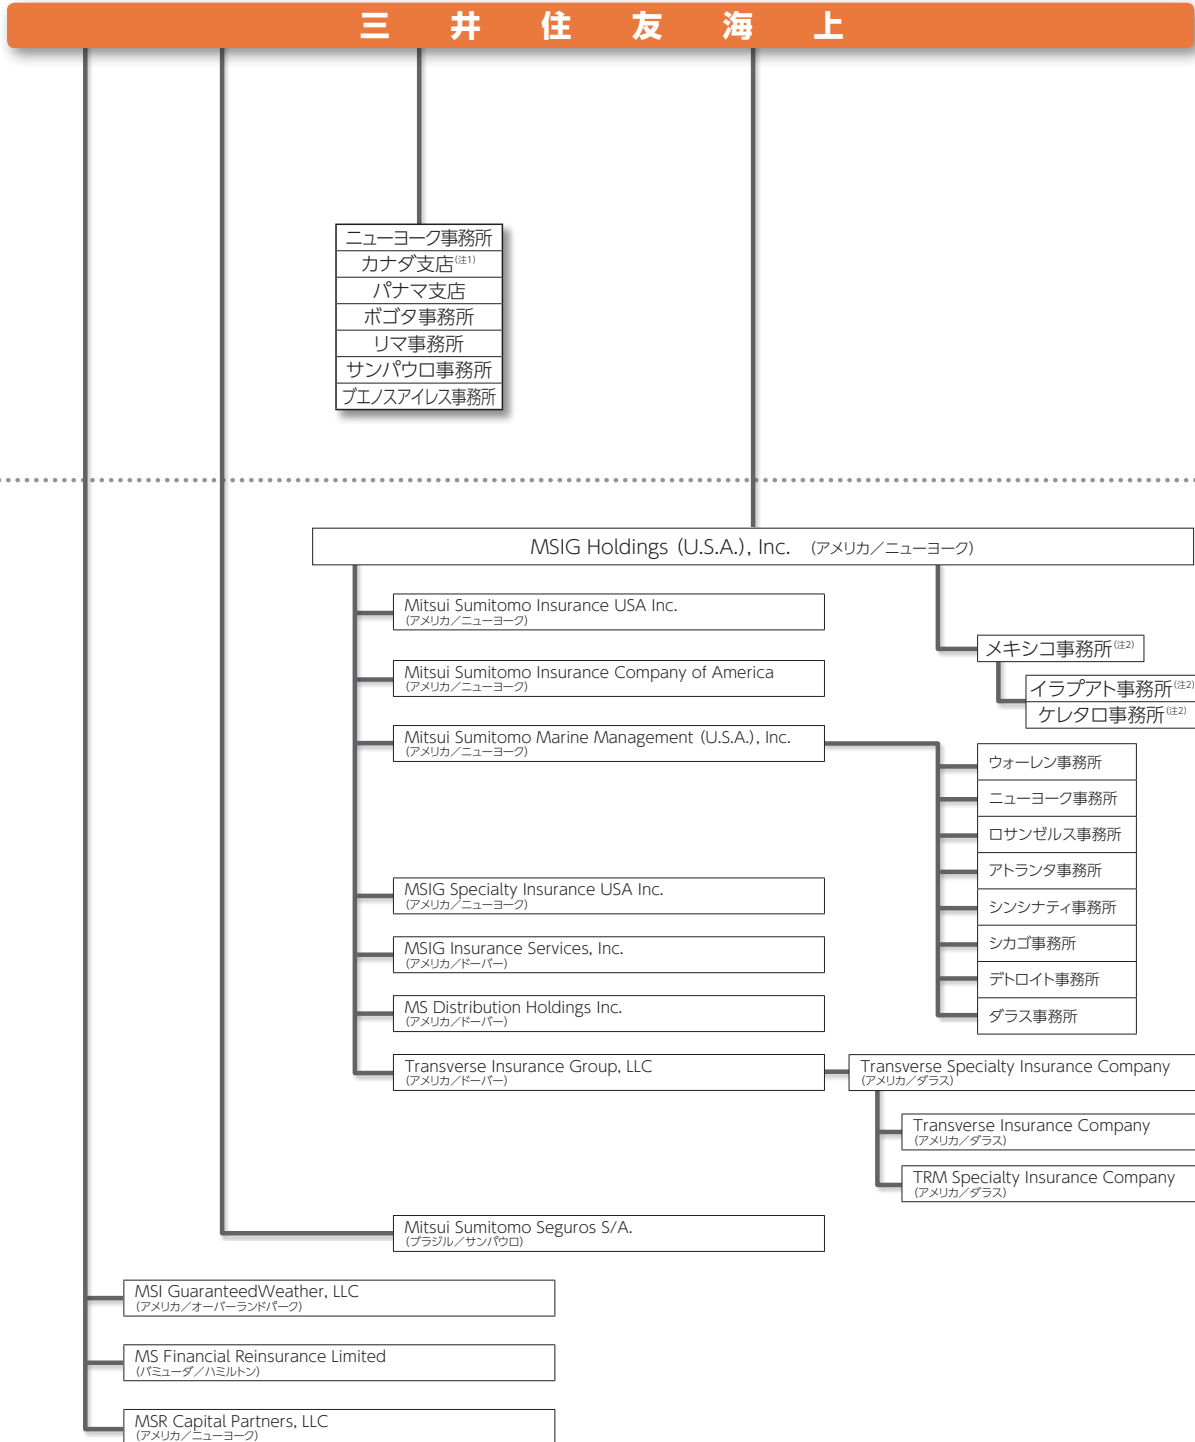 三井住友海上
ニューヨーク事務所
カナダ支店(注1)
パナマ支店
ボゴタ事務所
リマ事務所
サンパウロ事務所
ブエノスアイレス事務所
MSIG Holdings (U.S.A.), Inc. (アメリカ/ニューヨーク)
Mitsui Sumitomo Insurance USA Inc.
(アメリカ/ニューヨーク)
Mitsui Sumitomo Insurance Company of America
(アメリカ/ニューヨーク)
Mitsui Sumitomo Marine Management (U.S.A.), Inc.
(アメリカ/ニューヨーク)
メキシコ事務所(注2)
イラプアト事務所(注2)
ケレタロ事務所(注2)
ウォーレン事務所
ニューヨーク事務所
ロサンゼルス事務所
アトランタ事務所
シンシナティ事務所
シカゴ事務所
デトロイト事務所
ダラス事務所
MSIG Specialty Insurance USA Inc.
(アメリカ/ニューヨーク)
MSIG Insurance Services, Inc.
(アメリカ/ドーバー)
MS Distribution Holdings Inc.
(アメリカ/ドーバー)
Transverse Insurance Group, LLC
(アメリカ/ドーバー)
Transverse Specialty Insurance Company
(アメリカ/ダラス)
Transverse Insurance Company
(アメリカ/ダラス)
TRM Specialty Insurance Company
(アメリカ/ダラス)
Mitsui Sumitomo Seguros S/A.
(ブラジル/サンパウロ)
MSI GuaranteedWeather, LLC
(アメリカ/オーバーランドパーク)
MS Financial Reinsurance Limited
(バミューダ/ハミルトン)
MSR Capital Partners, LLC
(アメリカ/ニューヨーク)